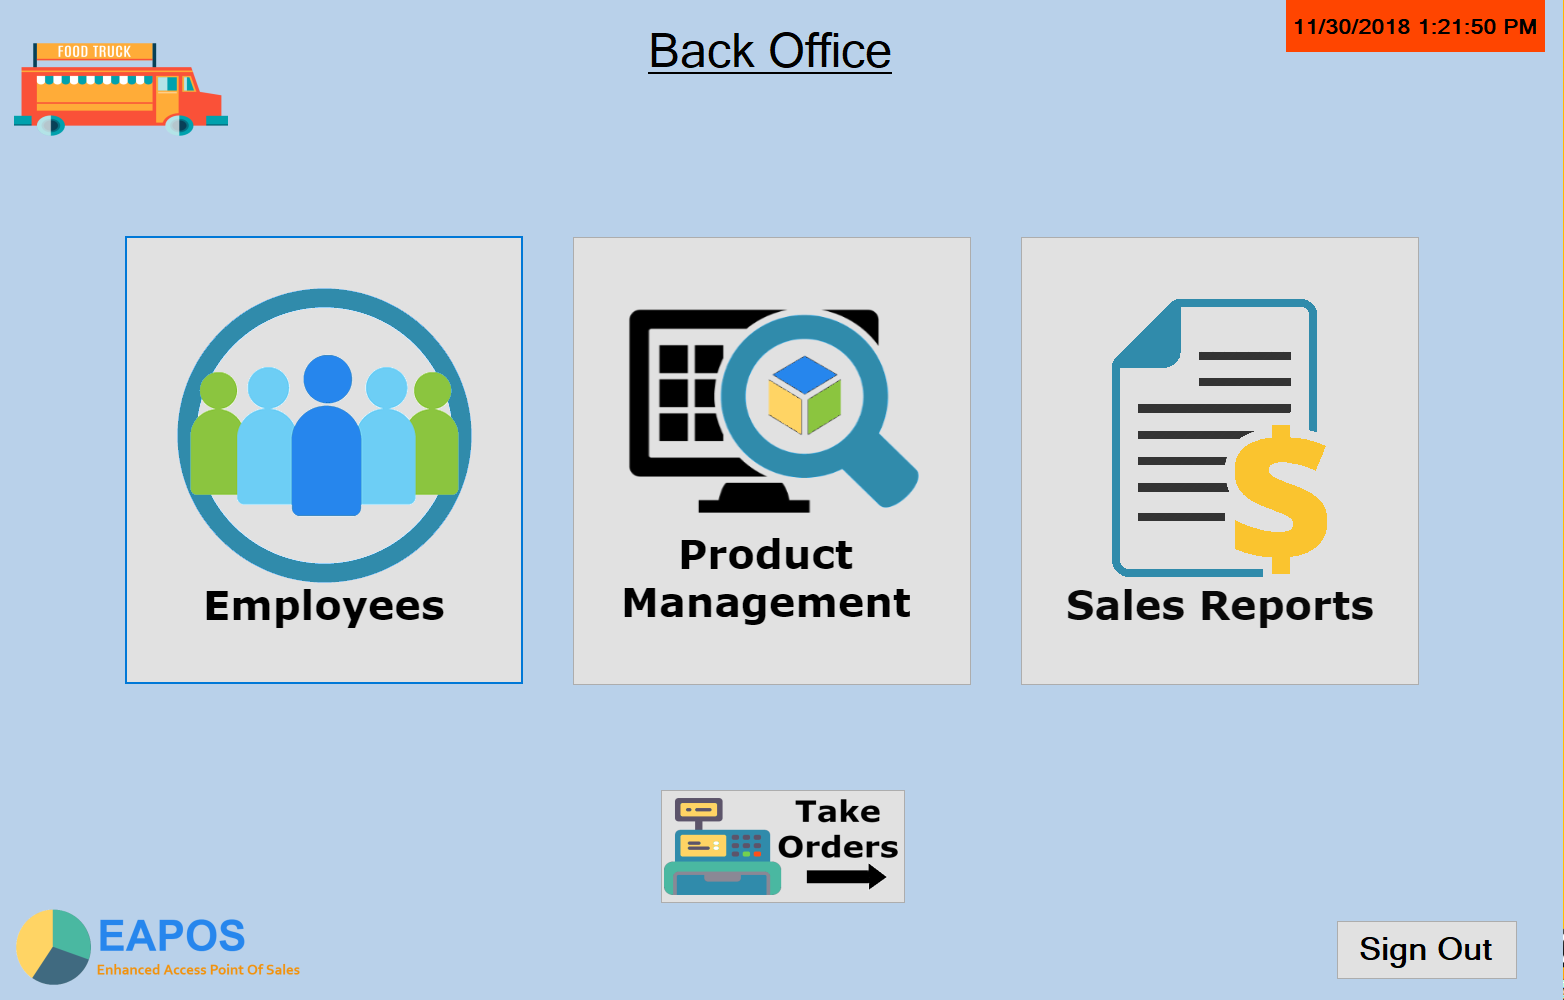 FOOD TRUCK
Back Office
11/30/2018 1:21:50 PM
Employees
Product
Management
Sales Reports
Take
Orders
EAPOS
Enhanced Access Point Of Sales
Sign Out